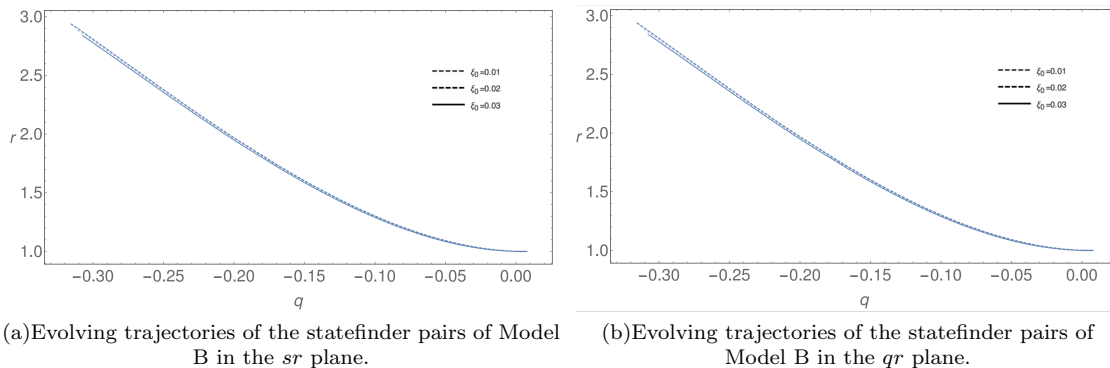 3.0
2.5
2.0
1.5
1.0
r
−0.30 −0.25 −0.20 −0.15 −0.10 −0.05 0.00
q
ξ₀=0.01
ξ₀=0.02
ξ₀=0.03
(a)Evolving trajectories of the statefinder pairs of Model
B in the sr plane.
3.0
2.5
2.0
1.5
1.0
r
−0.30 −0.25 −0.20 −0.15 −0.10 −0.05 0.00
q
ξ₀=0.01
ξ₀=0.02
ξ₀=0.03
(b)Evolving trajectories of the statefinder pairs of
Model B in the qr plane.